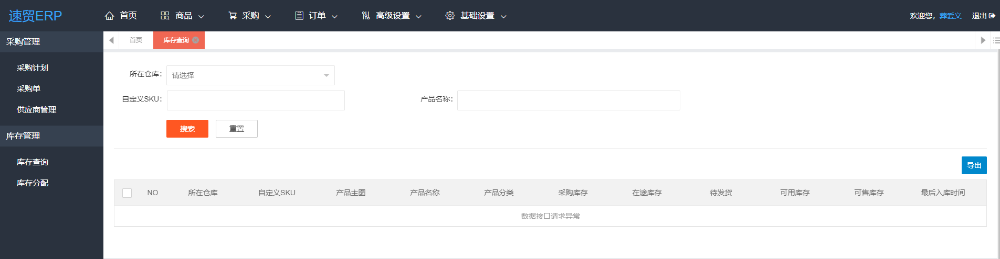 速贸ERP
首页
商品
采购
订单
高级设置
基础设置
欢迎您，葬爱义
退出
采购管理
采购计划
采购单
供应商管理
库存管理
库存查询
库存分配
首页
库存查询
所在仓库：
请选择
自定义SKU：
产品名称：
搜索
重置
导出
NO 所在仓库 自定义SKU 产品主图 产品名称 产品分类 采购库存 在途库存 待发货 可用库存 可售库存 最后入库时间
数据接口请求异常